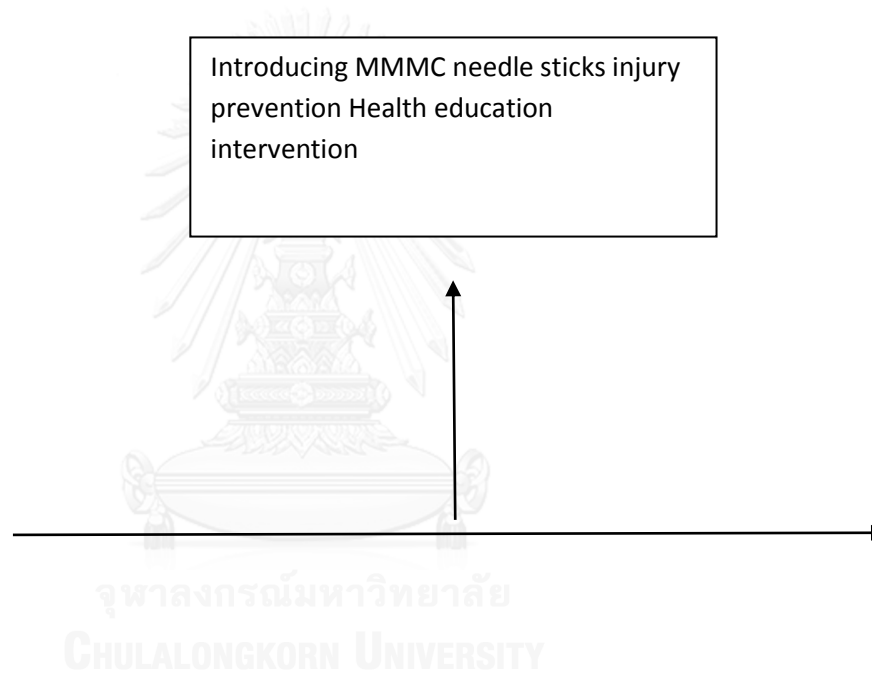 Introducing MMMC needle sticks injury
prevention Health education
intervention
จุฬาลงกรณ์มหาวิทยาลัย
CHULALONGKORN UNIVERSITY